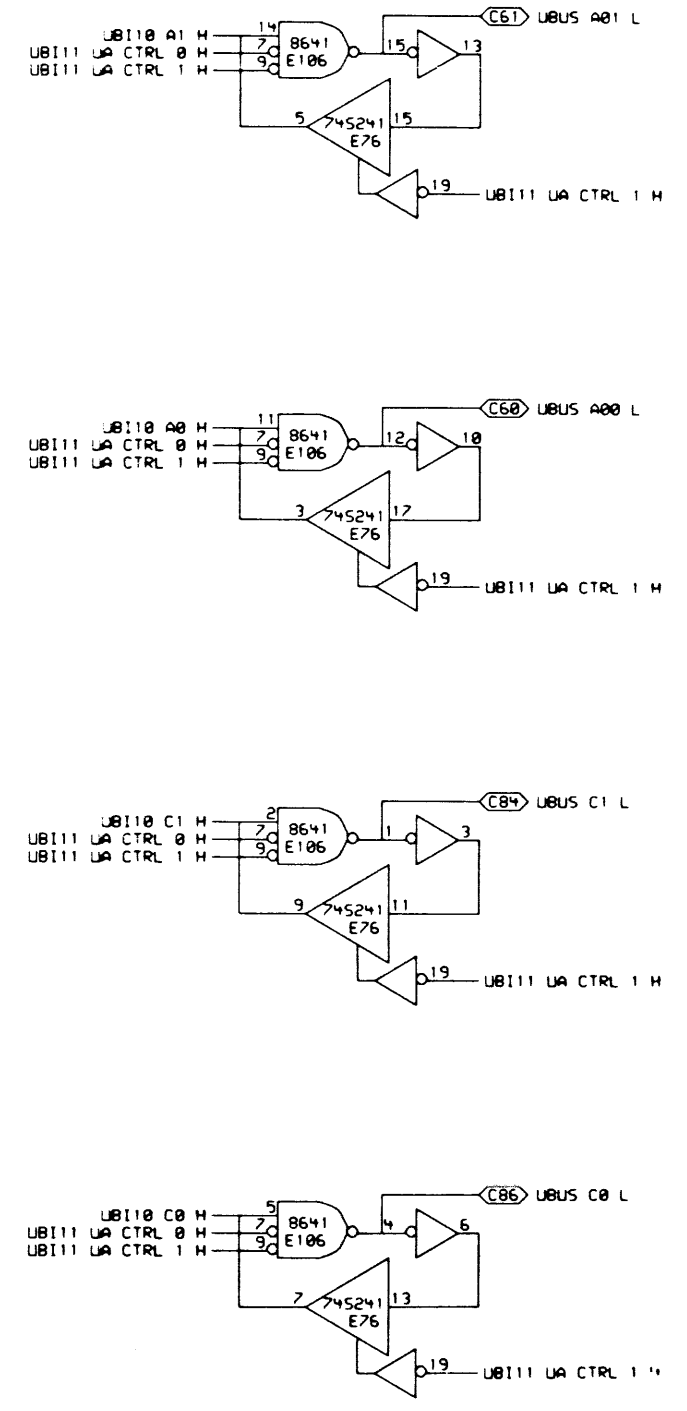 C61 UBUS A01 L
UBI10 A1 H 14
UBI11 UA CTRL 0 H 7
UBI11 UA CTRL 1 H 9
8641
E106
15 13
5 74S241 15
E76
19
UBI11 UA CTRL 1 H
C60 UBUS A00 L
UBI10 A0 H 11
UBI11 UA CTRL 0 H 7
UBI11 UA CTRL 1 H 9
8641
E106
12 10
3 74S241 17
E76
19
UBI11 UA CTRL 1 H
C84 UBUS C1 L
UBI10 C1 H 2
UBI11 UA CTRL 0 H 7
UBI11 UA CTRL 1 H 9
8641
E106
1 3
9 74S241 11
E76
19
UBI11 UA CTRL 1 H
C86 UBUS C0 L
UBI10 C0 H 5
UBI11 UA CTRL 0 H 7
UBI11 UA CTRL 1 H 9
8641
E106
4 6
7 74S241 13
E76
19
UBI11 UA CTRL 1